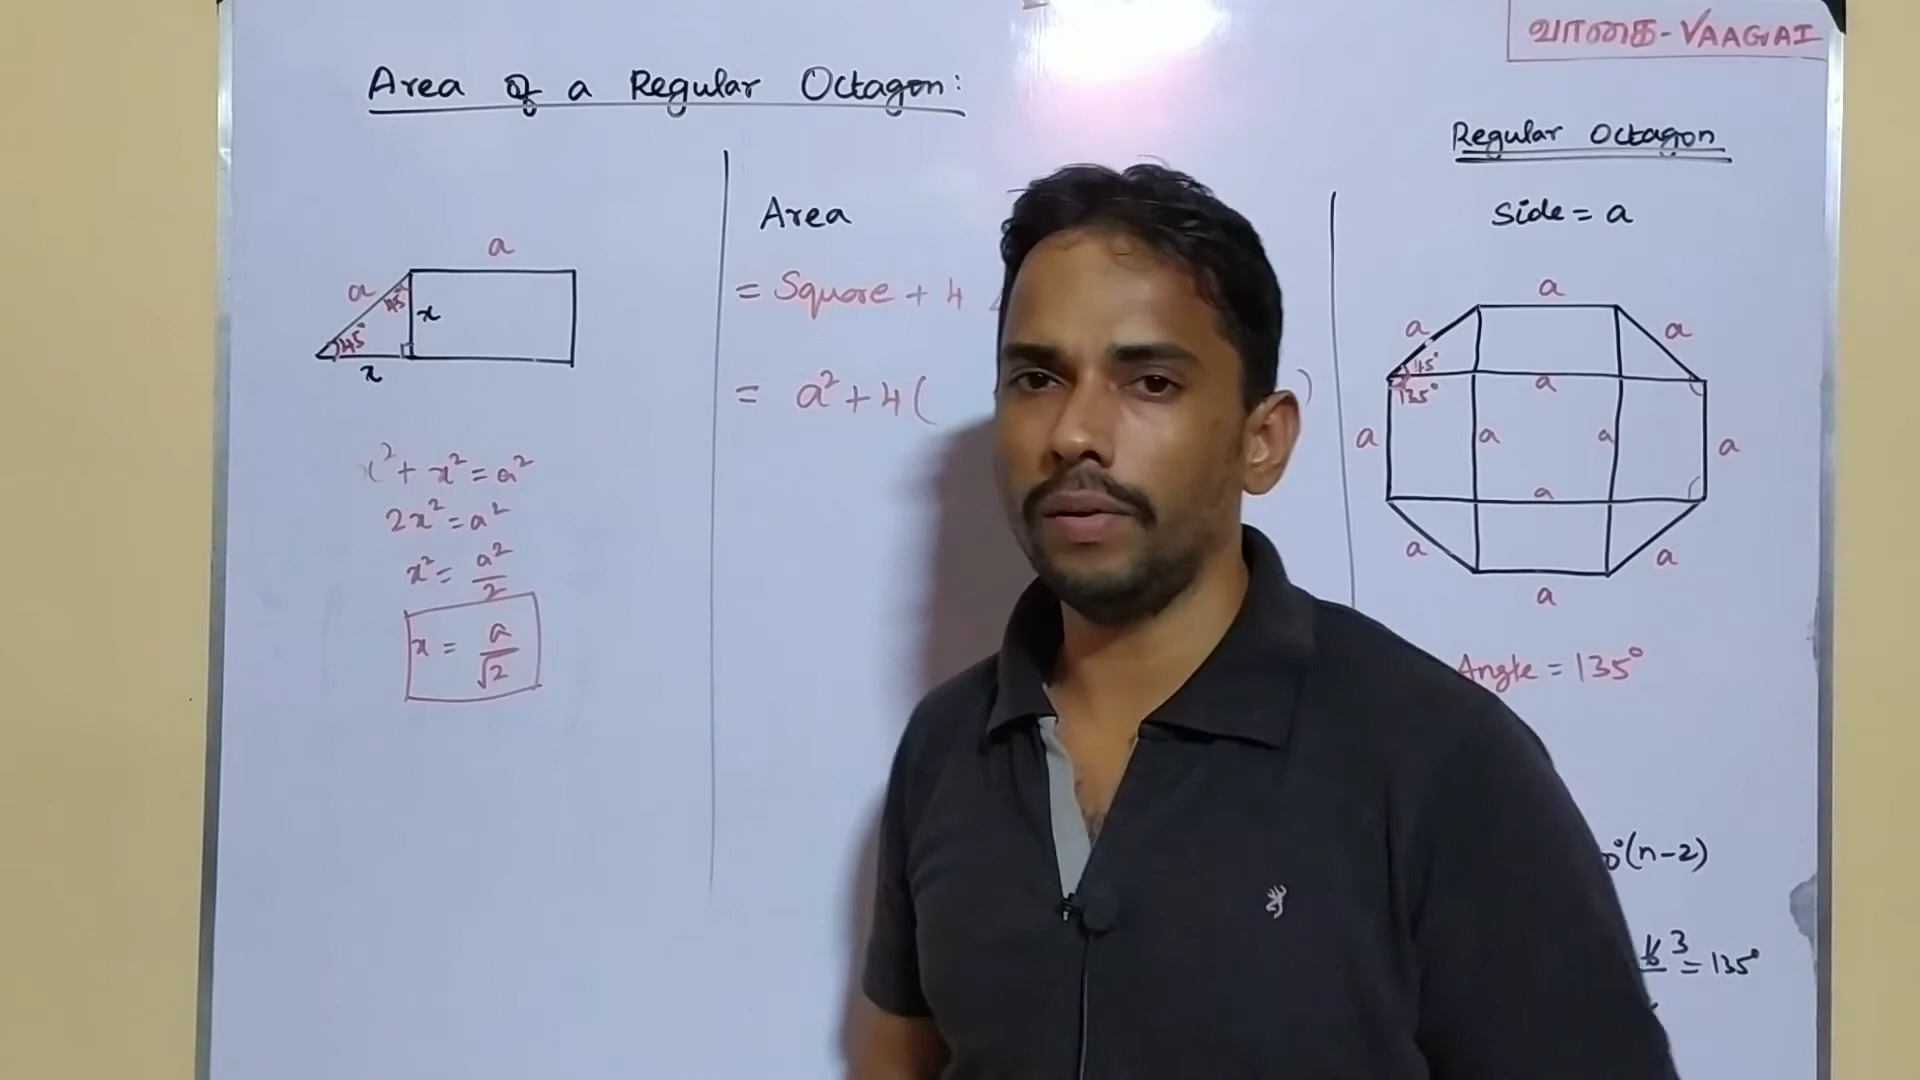 வாகை - VAAGAI
Area of a Regular Octagon:
a
a
45°
45°
x
x
x² + x² = a²
2x² = a²
x² = a²/2
x = a/√2
Area
= Square + 4
= a² + 4(
)
Regular Octagon
Side = a
a
a
a
45°
135°
a
a
a
a
a
a
a
a
a
Angle = 135°
°(n-2)
3
= 135°